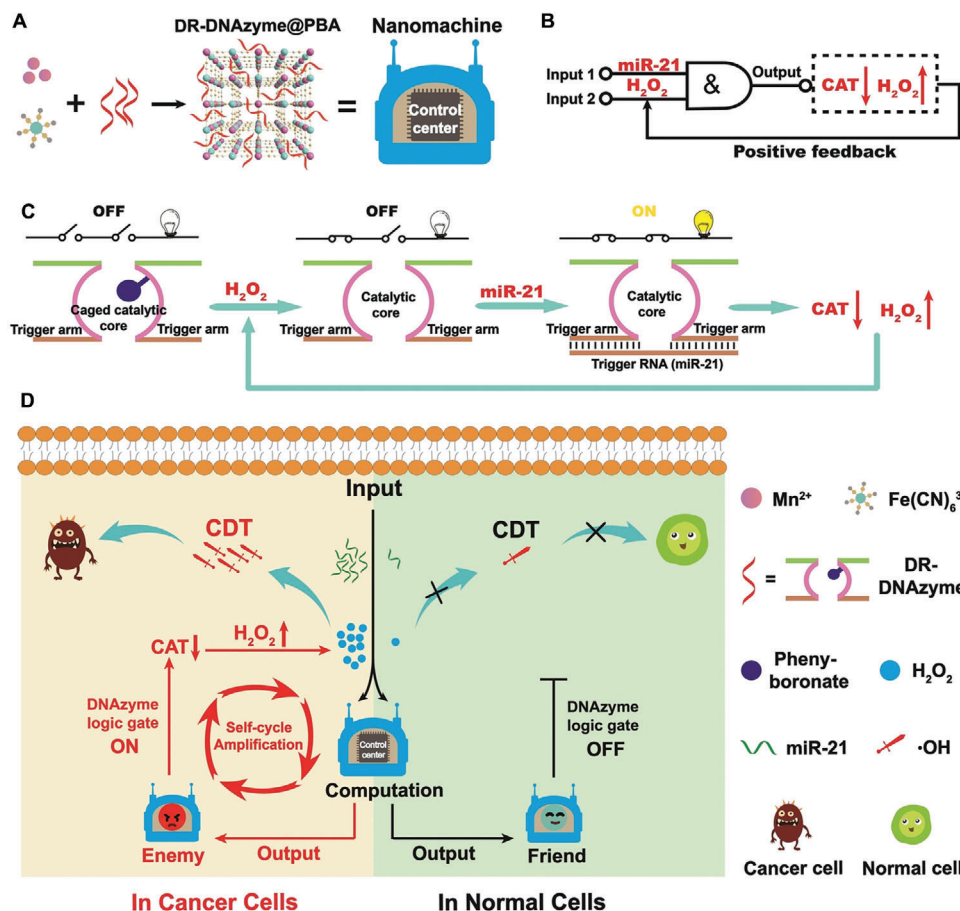 A
DR-DNAzyme@PBA
Nanomachine
+
=
Control
center
B
Input 1
miR-21
Input 2
H₂O₂
&
Output
CAT↓ H₂O₂↑
Positive feedback
C
OFF
OFF
ON
Caged catalytic
core
Trigger arm
Trigger arm
H₂O₂
Catalytic
core
Trigger arm
Trigger arm
miR-21
Catalytic
core
Trigger arm
Trigger arm
Trigger RNA (miR-21)
CAT↓ H₂O₂↑
D
Input
CDT
CDT
CAT↓
H₂O₂↑
DNAzyme
logic gate
ON
Self-cycle
Amplification
Control
center
Computation
DNAzyme
logic gate
OFF
Enemy
Output
Output
Friend
In Cancer Cells
In Normal Cells
Mn²⁺
Fe(CN)₆³
=
DR-
DNAzyme
Pheny-
boronate
H₂O₂
miR-21
·OH
Cancer cell
Normal cell